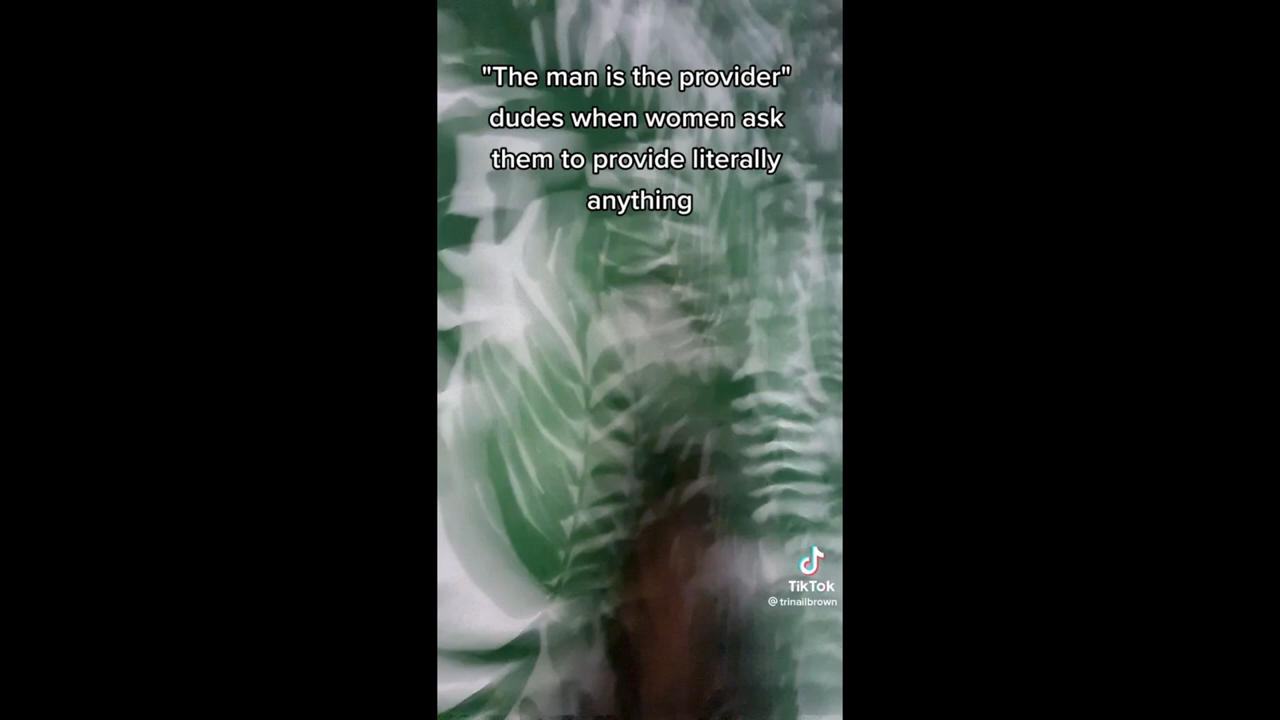 "The man is the provider"
dudes when women ask
them to provide literally
anything
TikTok
@trinailbrown